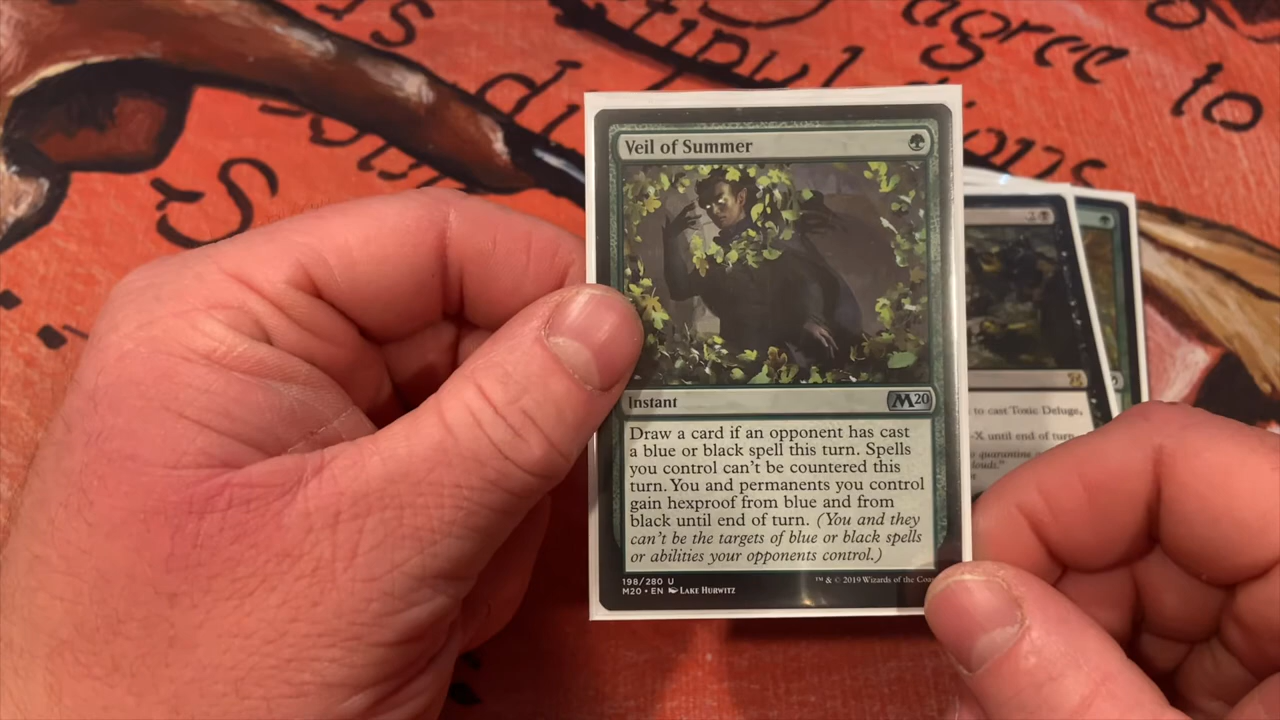 is
agree to
Veil of Summer
Instant
M20
Draw a card if an opponent has cast
a blue or black spell this turn. Spells
you control can't be countered this
turn. You and permanents you control
gain hexproof from blue and from
black until end of turn. (You and they
can't be the targets of blue or black spells
or abilities your opponents control.)
198/280 U
M20 • EN LAKE HURWITZ
™ & © 2019 Wizards of the
2
to cast Toxic Deluge,
-X until end of turn
quarantine